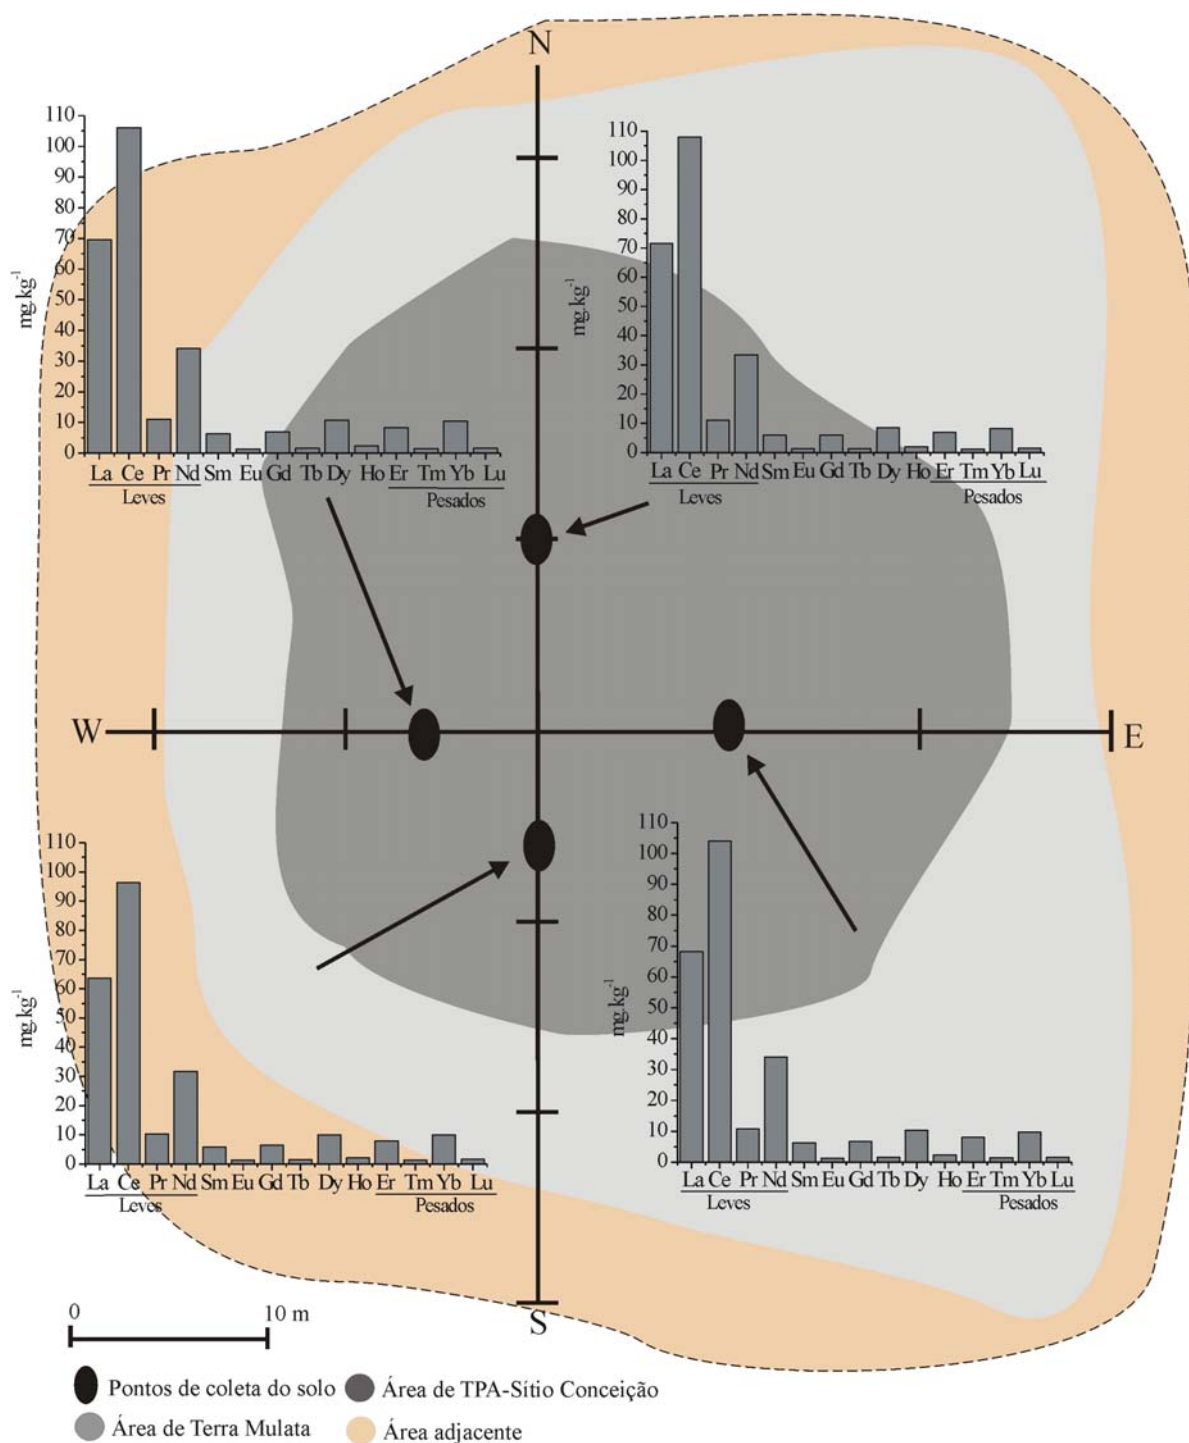 N
110
100
90
80
70
60
50
40
30
20
10
0
mg.kg-1
La Ce Pr Nd Sm Eu Gd Tb Dy Ho Er Tm Yb Lu
Leves Pesados
110
100
90
80
70
60
50
40
30
20
10
0
mg.kg-1
La Ce Pr Nd Sm Eu Gd Tb Dy Ho Er Tm Yb Lu
Leves Pesados
W E
110
100
90
80
70
60
50
40
30
20
10
0
mg.kg-1
La Ce Pr Nd Sm Eu Gd Tb Dy Ho Er Tm Yb Lu
Leves Pesados
110
100
90
80
70
60
50
40
30
20
10
0
mg.kg-1
La Ce Pr Nd Sm Eu Gd Tb Dy Ho Er Tm Yb Lu
Leves Pesados
S
0 10 m
Pontos de coleta do solo Área de TPA-Sítio Conceição
Área de Terra Mulata Área adjacente